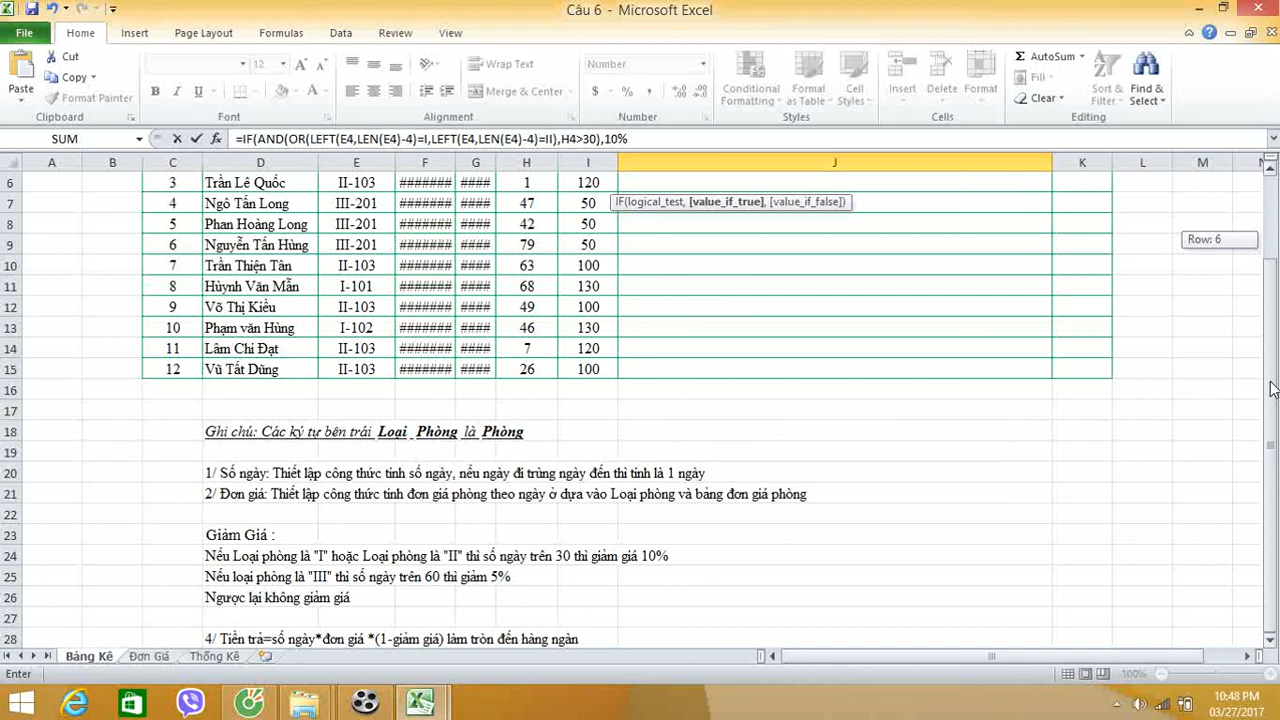 Câu 6 - Microsoft Excel
File Home Insert Page Layout Formulas Data Review View
Cut
Copy
Format Painter
Paste
12
Wrap Text
Merge & Center
Number
Conditional Formatting
Format as Table
Cell Styles
Insert Delete Format
AutoSum
Fill
Clear
Sort & Filter
Find & Select
Clipboard Font Alignment Number Styles Cells Editing
SUM =IF(AND(OR(LEFT(E4,LEN(E4)-4)=I,LEFT(E4,LEN(E4)-4)=II),H4>30),10%
A B C D E F G H I J K L M
6 3 Trần Lê Quốc II-103 ####### #### 1 120
7 4 Ngô Tấn Long III-201 ####### #### 47 50
IF(logical_test, [value_if_true], [value_if_false])
8 5 Phan Hoàng Long III-201 ####### #### 42 50
9 6 Nguyễn Tấn Hùng III-201 ####### #### 79 50
Row: 6
10 7 Trần Thiện Tân II-103 ####### #### 63 100
11 8 Hùynh Văn Mẫn I-101 ####### #### 68 130
12 9 Võ Thị Kiều II-103 ####### #### 49 100
13 10 Phạm văn Hùng I-102 ####### #### 46 130
14 11 Lâm Chi Đạt II-103 ####### #### 7 120
15 12 Vũ Tất Dũng II-103 ####### #### 26 100
16
17
18 Ghi chú: Các ký tự bên trái Loại Phòng là Phòng
19
20 1/ Số ngày: Thiết lập công thức tính số ngày, nếu ngày đi trùng ngày đến thì tính là 1 ngày
21 2/ Đơn giá: Thiết lập công thức tính đơn giá phòng theo ngày ở dựa vào Loại phòng và bảng đơn giá phòng
22
23 Giảm Giá :
24 Nếu Loại phòng là "I" hoặc Loại phòng là "II" thì số ngày trên 30 thì giảm giá 10%
25 Nếu loại phòng là "III" thì số ngày trên 60 thì giảm 5%
26 Ngược lại không giảm giá
27
28 4/ Tiền trả=số ngày*đơn giá *(1-giảm giá) làm tròn đến hàng ngàn
Bảng Kê Đơn Giá Thống Kê
Enter 100%
10:48 PM
03/27/2017